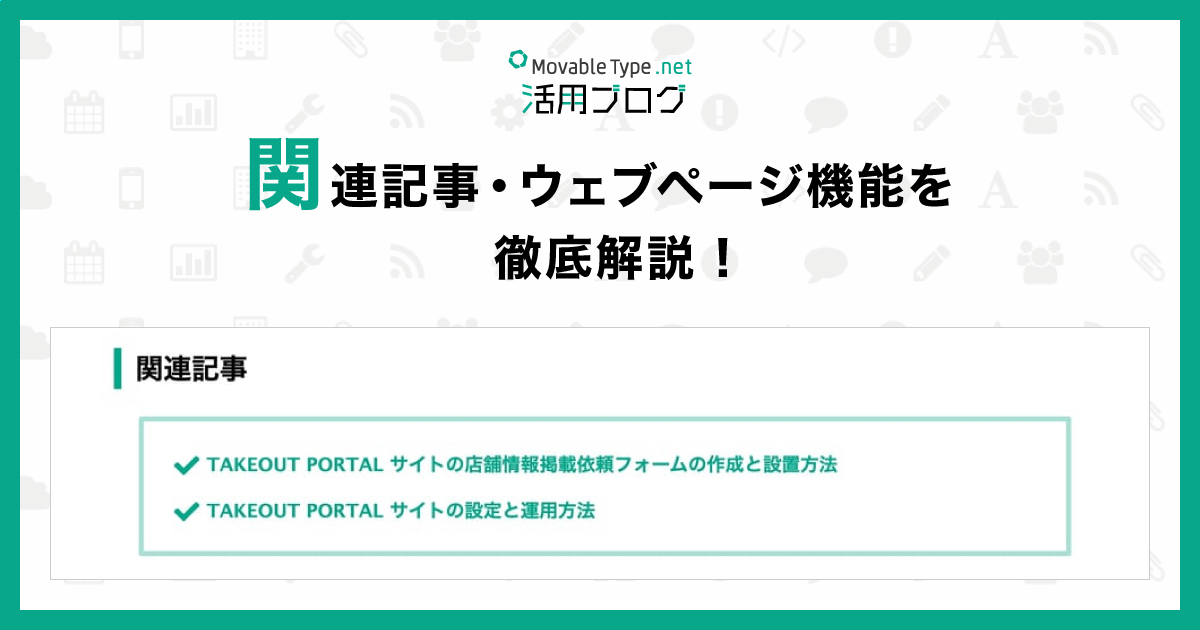 MovableType.net
活用ブログ
関連記事・ウェブページ機能を
徹底解説！
関連記事
TAKEOUT PORTAL サイトの店舗情報掲載依頼フォームの作成と設置方法
TAKEOUT PORTAL サイトの設定と運用方法